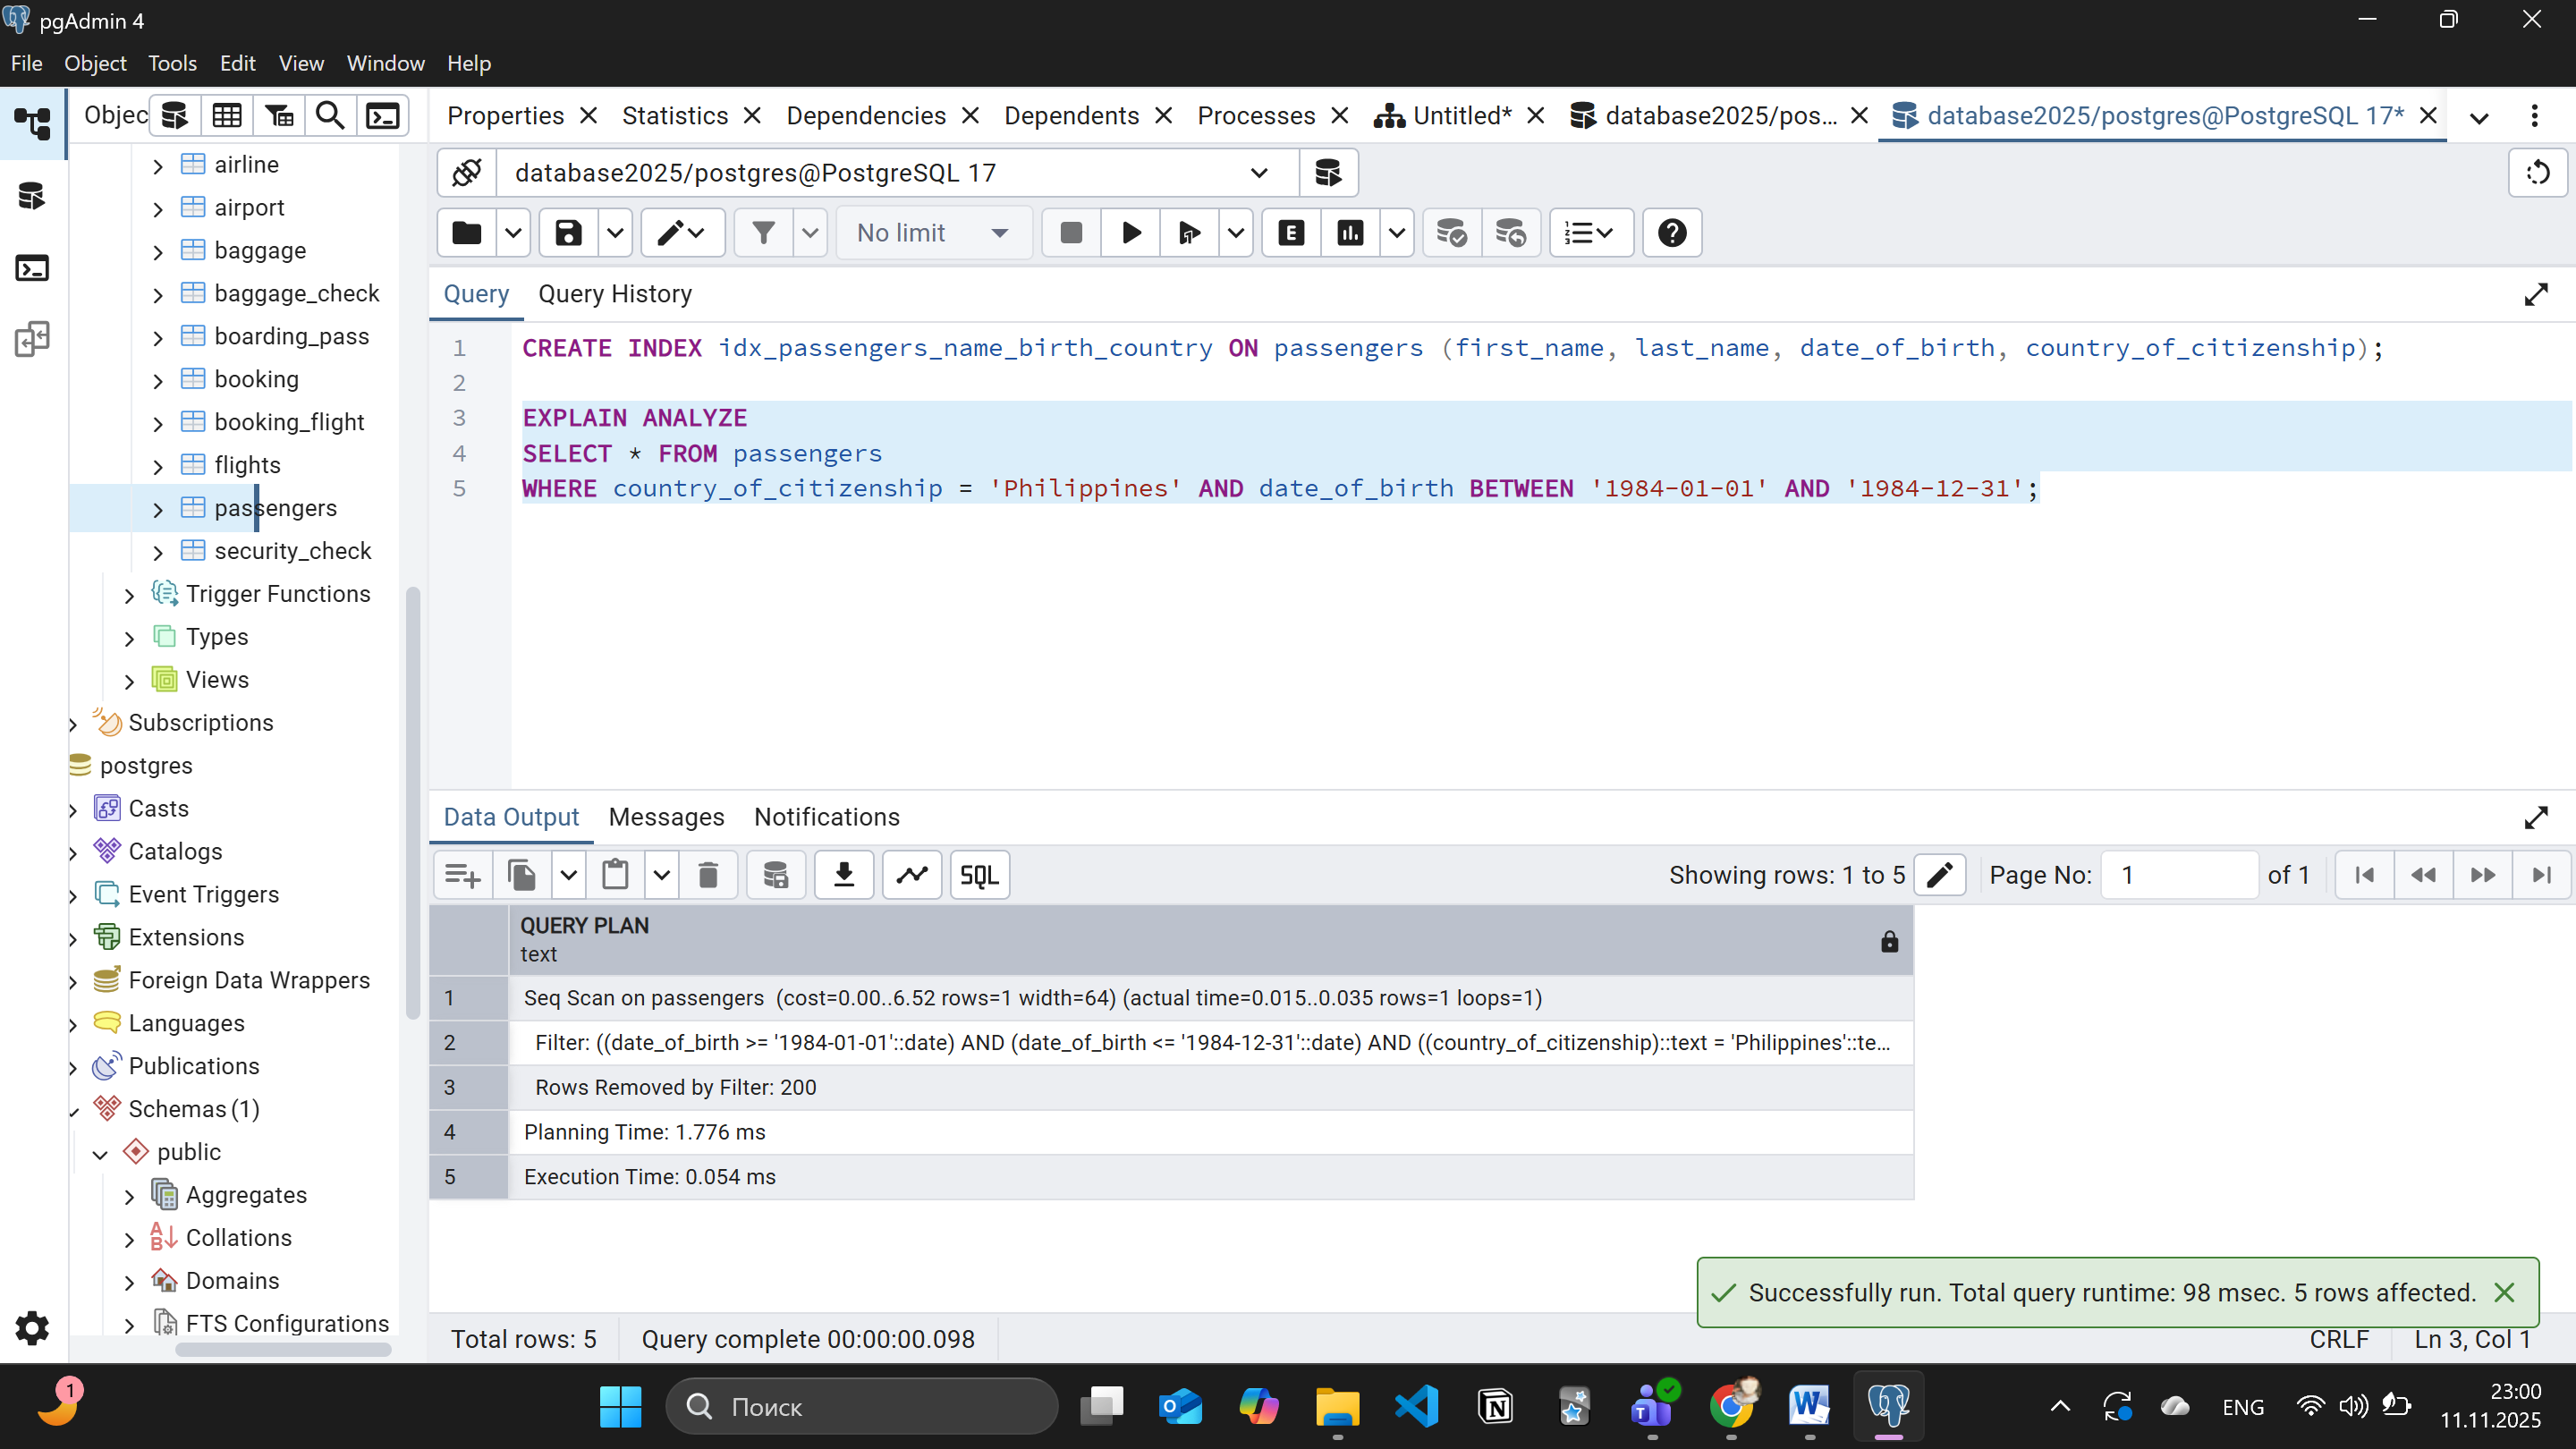 pgAdmin 4
File Object Tools Edit View Window Help
Objec
Properties Statistics Dependencies Dependents Processes Untitled* database2025/pos... database2025/postgres@PostgreSQL 17*
database2025/postgres@PostgreSQL 17
No limit
E
Query Query History
1 CREATE INDEX idx_passengers_name_birth_country ON passengers (first_name, last_name, date_of_birth, country_of_citizenship);
2
3 EXPLAIN ANALYZE
4 SELECT * FROM passengers
5 WHERE country_of_citizenship = 'Philippines' AND date_of_birth BETWEEN '1984-01-01' AND '1984-12-31';
airline
airport
baggage
baggage_check
boarding_pass
booking
booking_flight
flights
passengers
security_check
Trigger Functions
Types
Views
Subscriptions
postgres
Casts
Catalogs
Event Triggers
Extensions
Foreign Data Wrappers
Languages
Publications
Schemas (1)
public
Aggregates
Collations
Domains
FTS Configurations
Data Output Messages Notifications
SQL
Showing rows: 1 to 5 Page No: 1 of 1
QUERY PLAN
text
1 Seq Scan on passengers (cost=0.00..6.52 rows=1 width=64) (actual time=0.015..0.035 rows=1 loops=1)
2 Filter: ((date_of_birth >= '1984-01-01'::date) AND (date_of_birth <= '1984-12-31'::date) AND ((country_of_citizenship)::text = 'Philippines'::te...
3 Rows Removed by Filter: 200
4 Planning Time: 1.776 ms
5 Execution Time: 0.054 ms
Successfully run. Total query runtime: 98 msec. 5 rows affected.
Total rows: 5 Query complete 00:00:00.098
CRLF Ln 3, Col 1
1
Поиск
ENG
23:00
11.11.2025